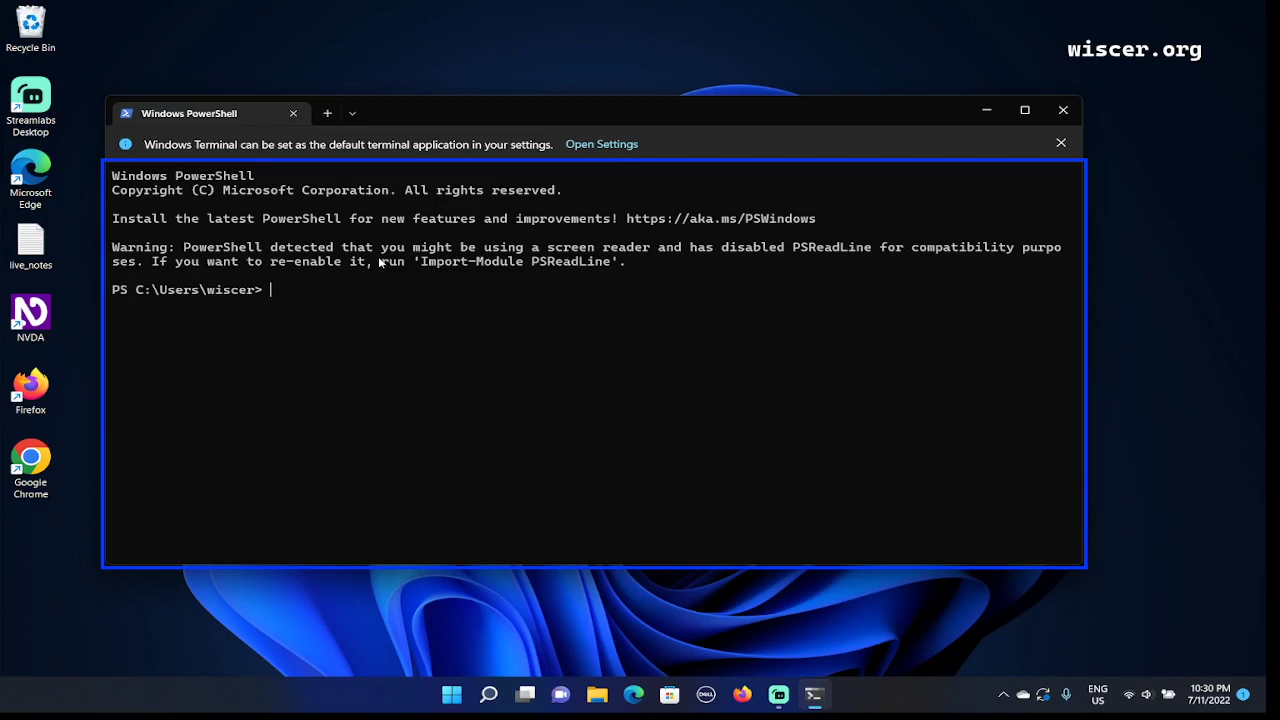 Recycle Bin
wiscer.org
Streamlabs
Desktop
Microsoft
Edge
live_notes
NVDA
Firefox
Google
Chrome
Windows PowerShell
Windows Terminal can be set as the default terminal application in your settings. Open Settings
Windows PowerShell
Copyright (C) Microsoft Corporation. All rights reserved.
Install the latest PowerShell for new features and improvements! https://aka.ms/PSWindows
Warning: PowerShell detected that you might be using a screen reader and has disabled PSReadLine for compatibility purpo
ses. If you want to re-enable it, run 'Import-Module PSReadLine'.
PS C:\Users\wiscer>
DELL
ENG
US
10:30 PM
7/11/2022
1